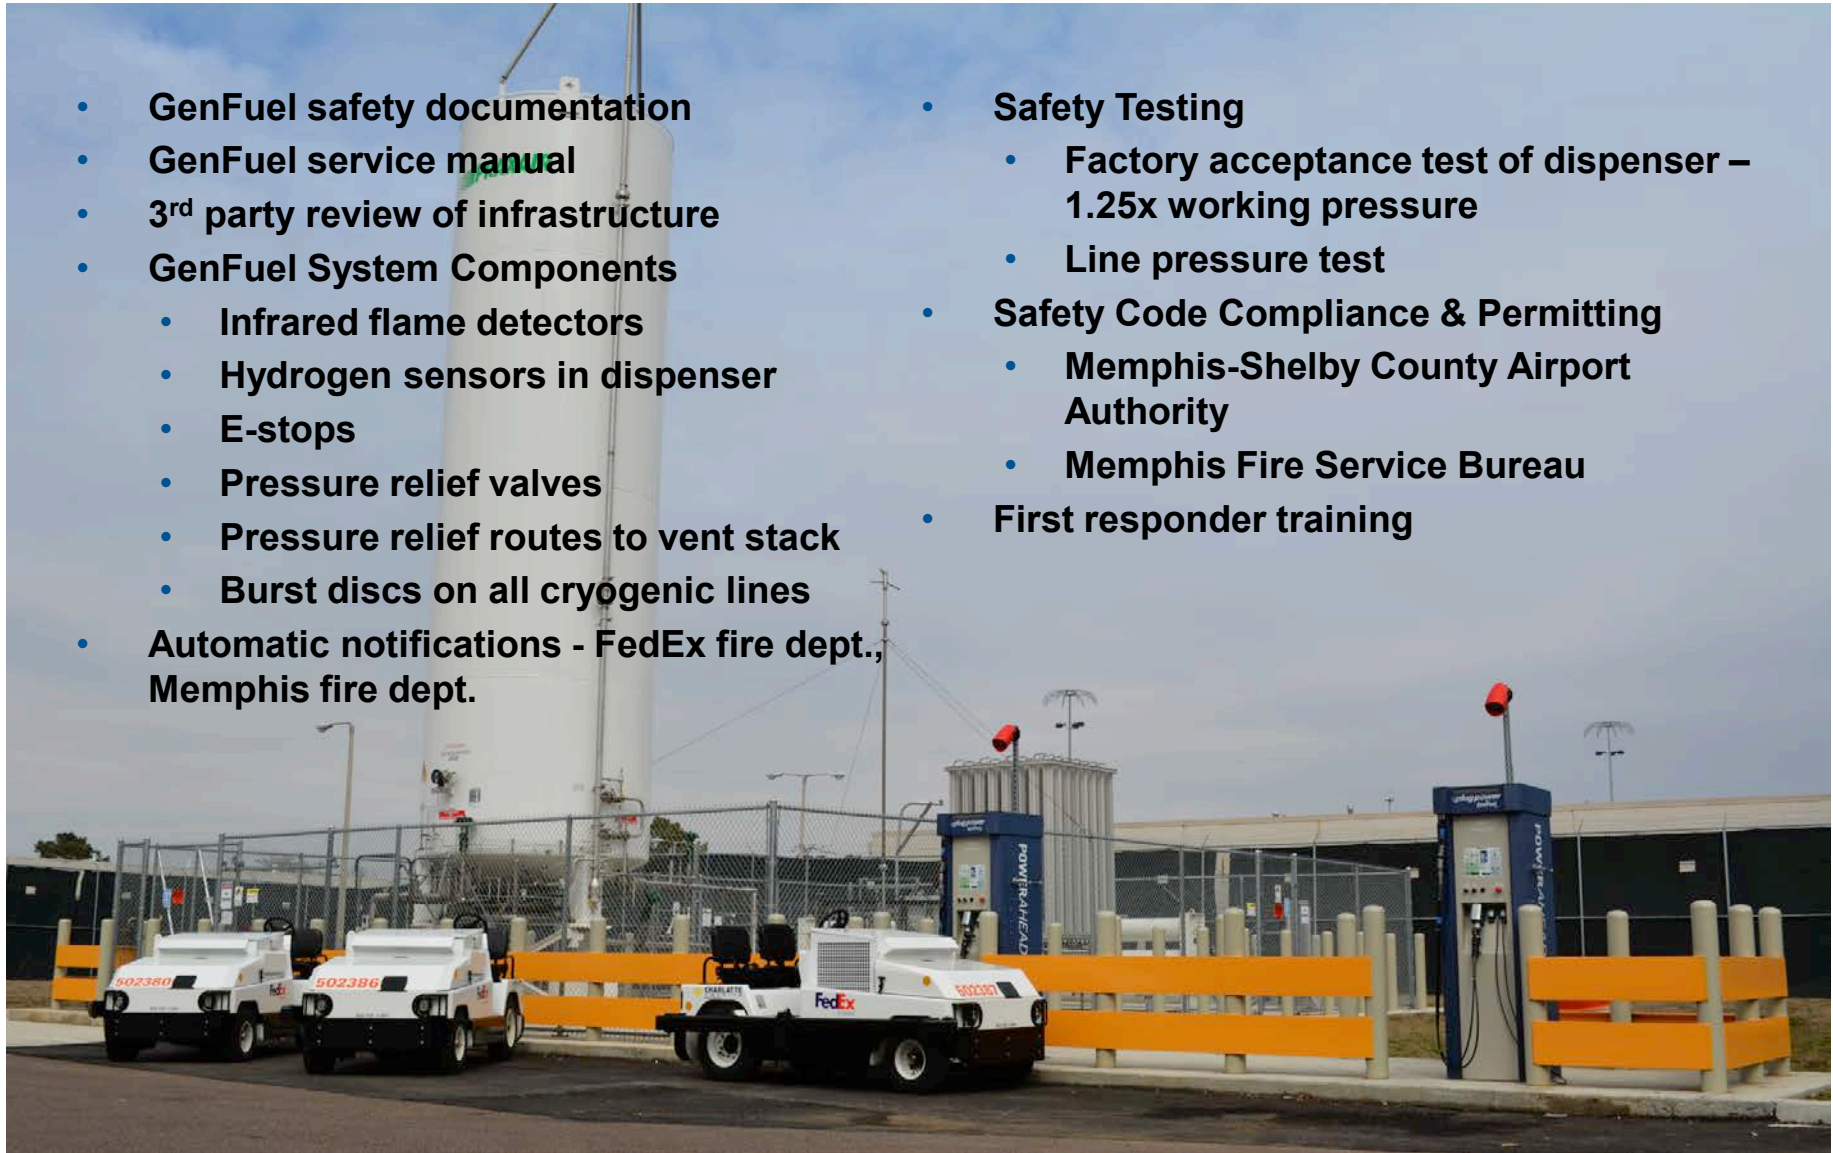 GenFuel safety documentation
GenFuel service manual
3rd party review of infrastructure
GenFuel System Components
Infrared flame detectors
Hydrogen sensors in dispenser
E-stops
Pressure relief valves
Pressure relief routes to vent stack
Burst discs on all cryogenic lines
Automatic notifications - FedEx fire dept.,
Memphis fire dept.
Safety Testing
Factory acceptance test of dispenser –
1.25x working pressure
Line pressure test
Safety Code Compliance & Permitting
Memphis-Shelby County Airport
Authority
Memphis Fire Service Bureau
First responder training
POWERAHEAD
502380
FedEx
502386
FedEx
CHARLATTE
FedEx
502387